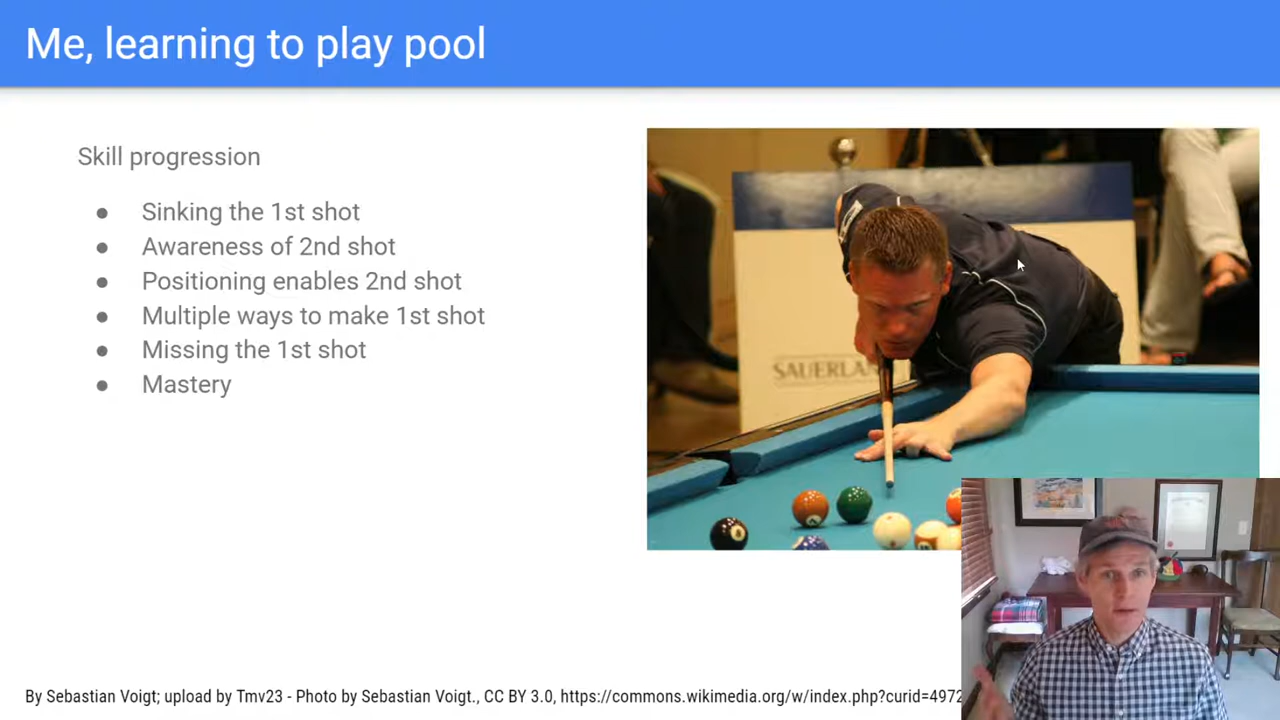 Me, learning to play pool
Skill progression
● Sinking the 1st shot
● Awareness of 2nd shot
● Positioning enables 2nd shot
● Multiple ways to make 1st shot
● Missing the 1st shot
● Mastery
SAUERLAN
By Sebastian Voigt; upload by Tmv23 - Photo by Sebastian Voigt., CC BY 3.0, https://commons.wikimedia.org/w/index.php?curid=4972